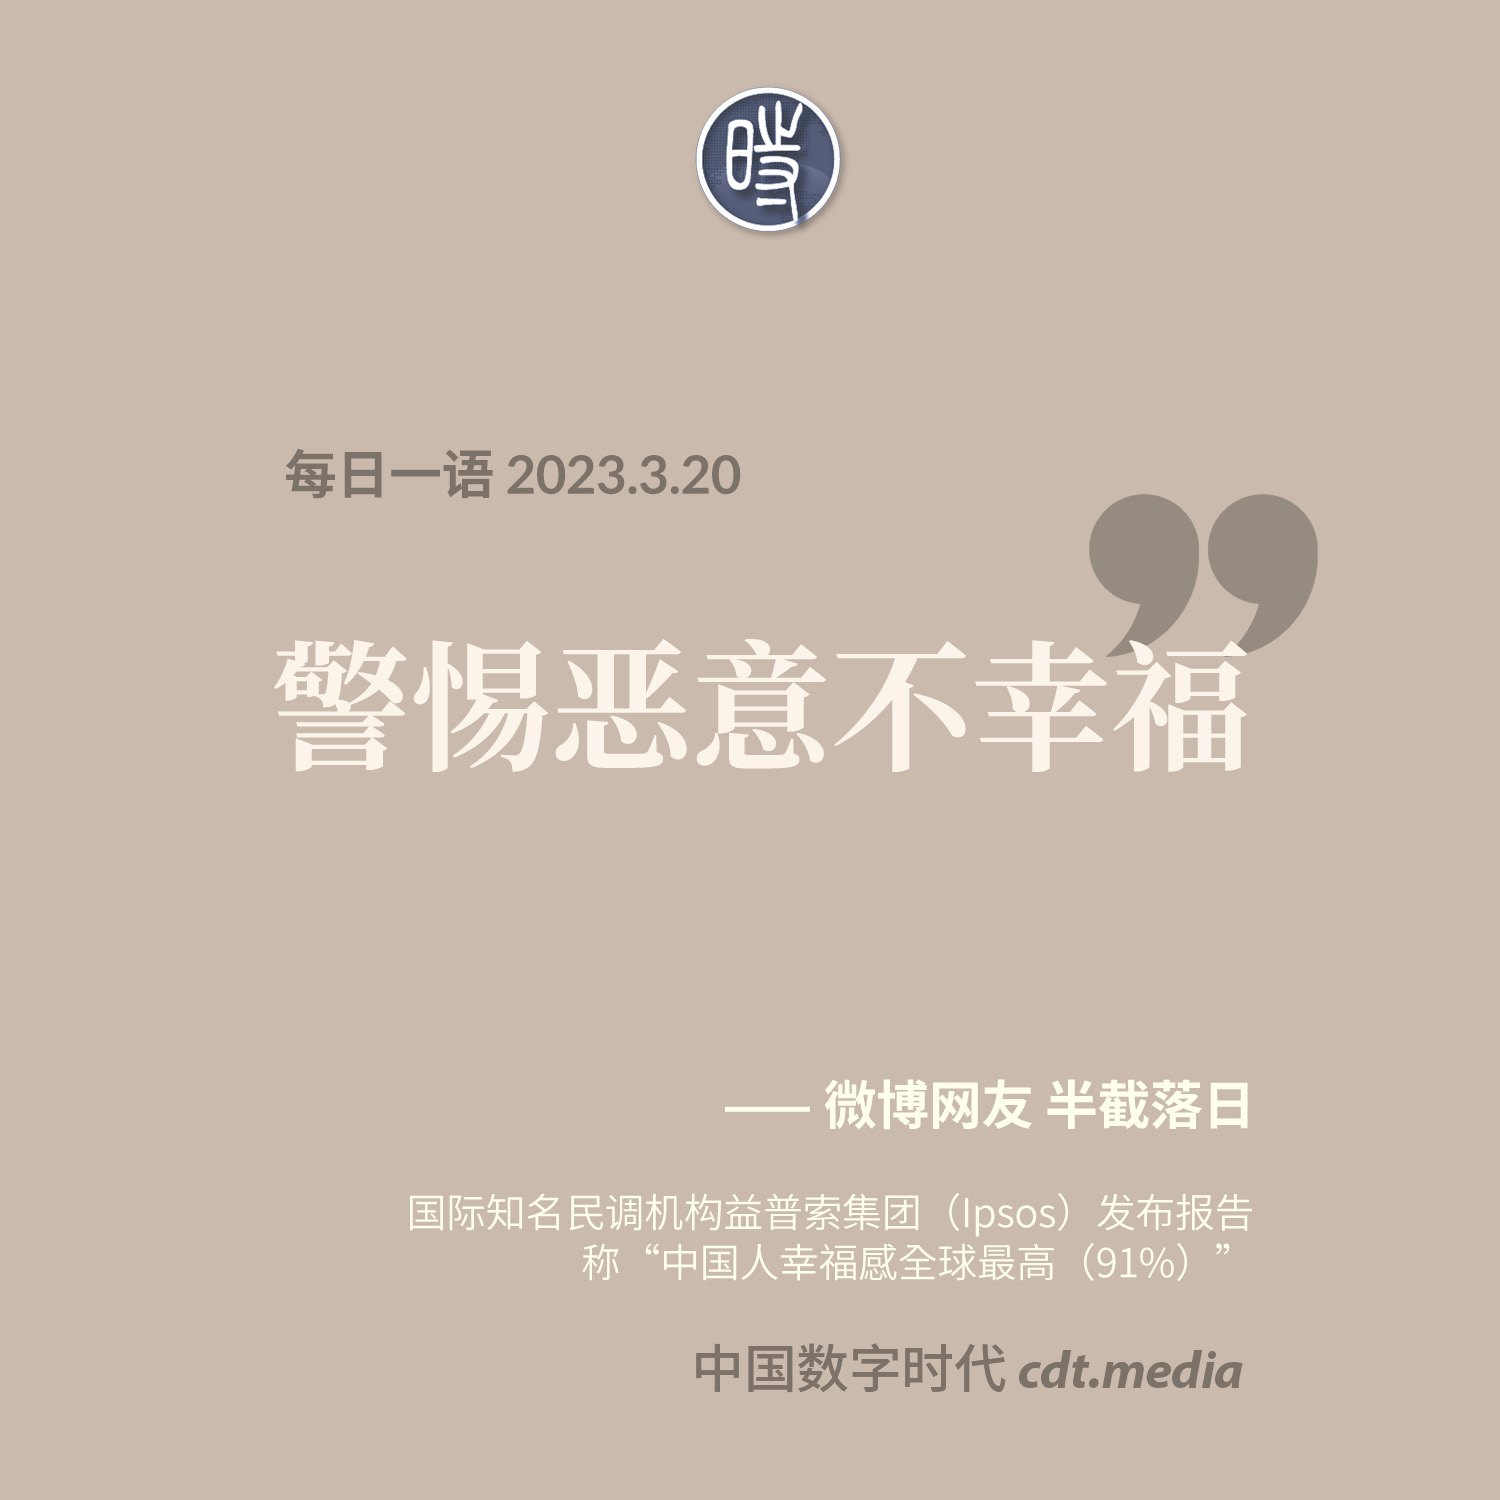 時
每日一语 2023.3.20
”
警惕恶意不幸福
—— 微博网友 半截落日
国际知名民调机构益普索集团（Ipsos）发布报告
称“中国人幸福感全球最高（91%）”
中国数字时代 cdt.media